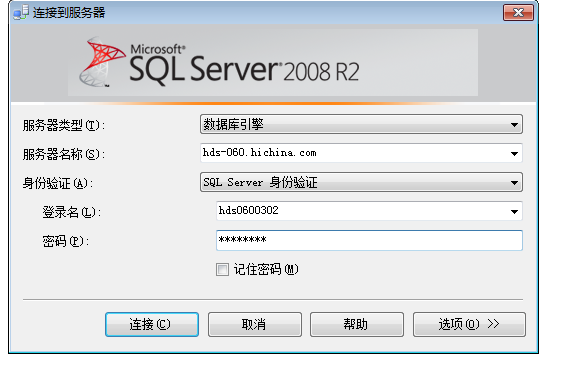 连接到服务器
Microsoft®
SQL Server® 2008 R2
服务器类型(T):
数据库引擎
服务器名称(S):
hds-060.hichina.com
身份验证(A):
SQL Server 身份验证
登录名(L):
hds0600302
密码(P):
********
记住密码(M)
连接(C) 取消 帮助 选项(O) >>